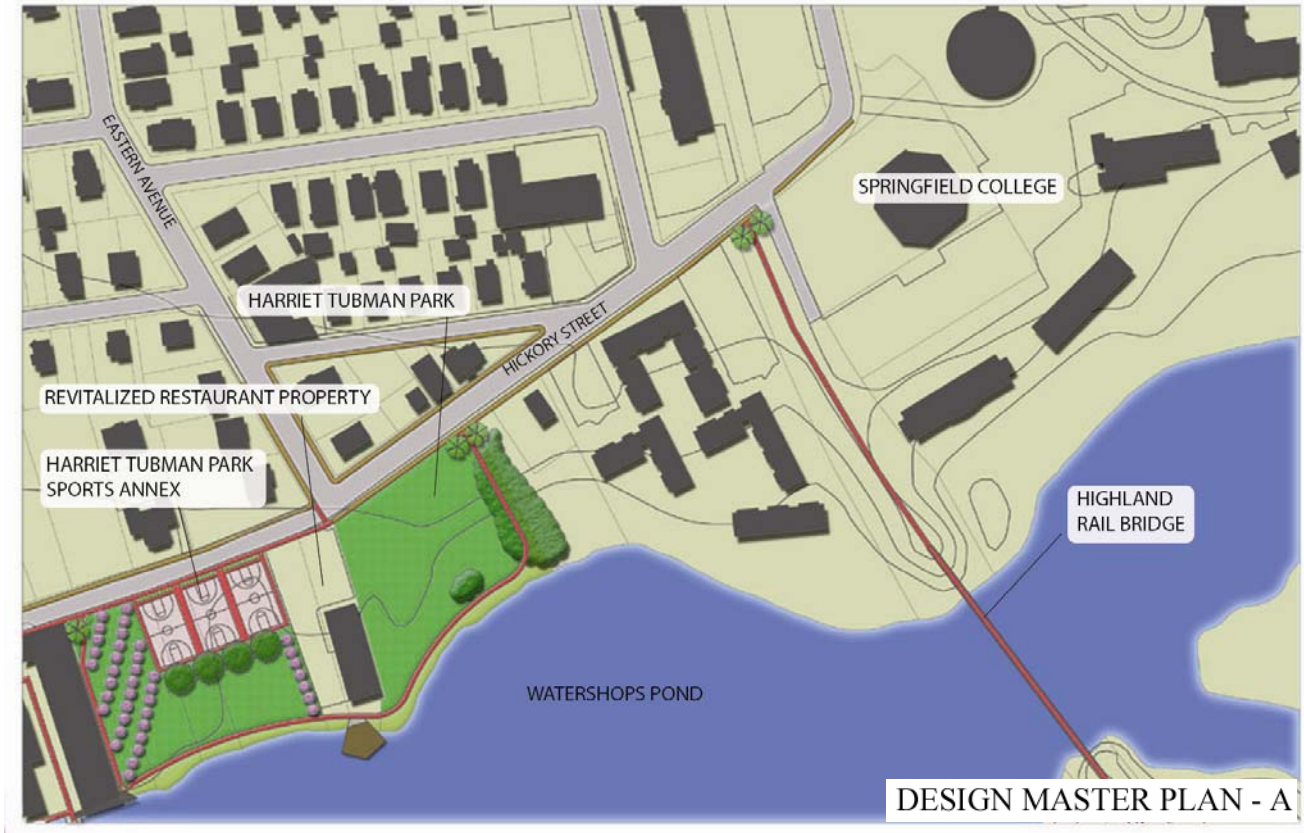 EASTERN AVENUE
SPRINGFIELD COLLEGE
HARRIET TUBMAN PARK
HICKORY STREET
REVITALIZED RESTAURANT PROPERTY
HARRIET TUBMAN PARK
SPORTS ANNEX
HIGHLAND
RAIL BRIDGE
WATERSHOPS POND
DESIGN MASTER PLAN - A